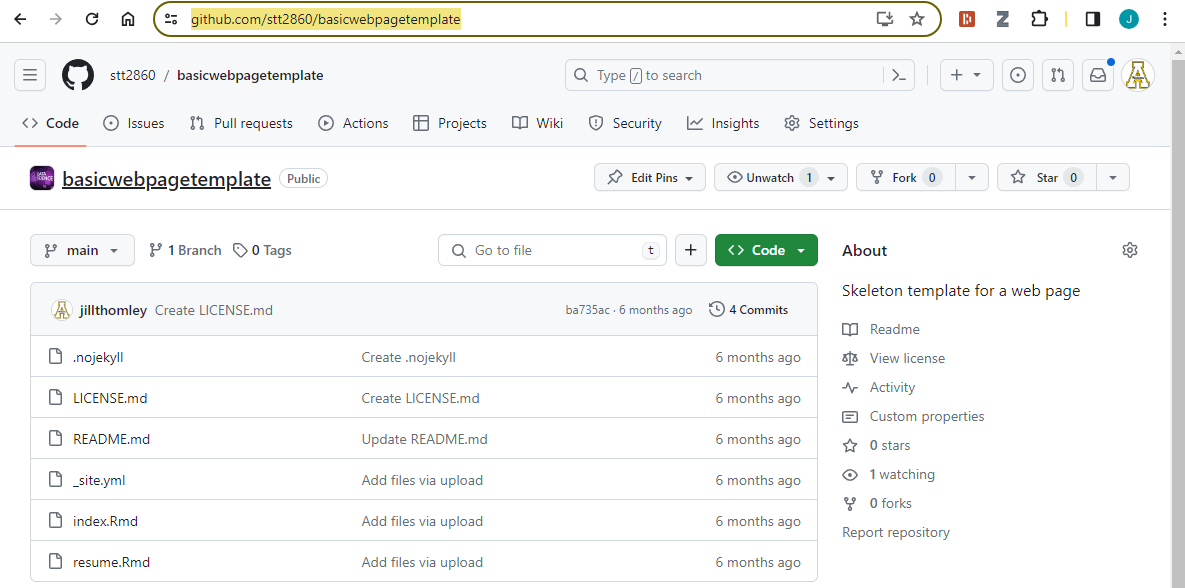 github.com/stt2860/basicwebpagetemplate
J
stt2860 / basicwebpagetemplate
Type / to search
Code Issues Pull requests Actions Projects Wiki Security Insights Settings
basicwebpagetemplate Public
Edit Pins Unwatch 1 Fork 0 Star 0
main 1 Branch 0 Tags Go to file t + Code
About
Skeleton template for a web page
jillthomley Create LICENSE.md ba735ac · 6 months ago 4 Commits
.nojekyll Create .nojekyll 6 months ago
LICENSE.md Create LICENSE.md 6 months ago
README.md Update README.md 6 months ago
_site.yml Add files via upload 6 months ago
index.Rmd Add files via upload 6 months ago
resume.Rmd Add files via upload 6 months ago
Readme
View license
Activity
Custom properties
0 stars
1 watching
0 forks
Report repository